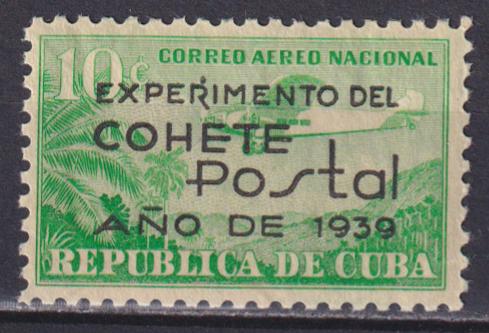 CORREO AEREO NACIONAL
10¢
EXPERIMENTO DEL
COHETE
Postal
AÑO DE 1939
REPUBLICA DE CUBA